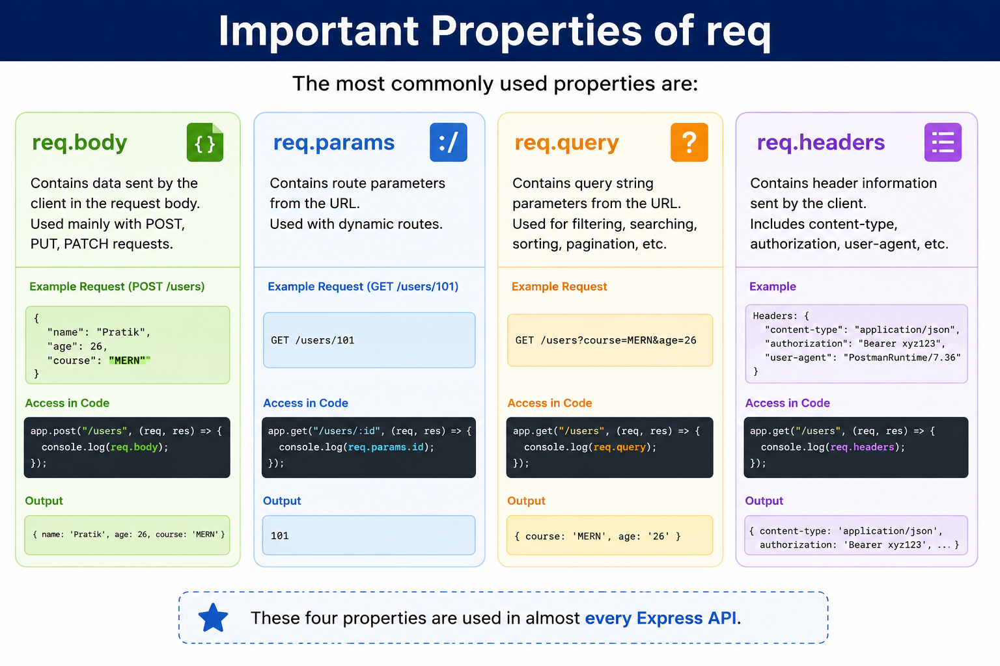 Important Properties of req
The most commonly used properties are:
req.body
{ }
Contains data sent by the
client in the request body.
Used mainly with POST,
PUT, PATCH requests.
Example Request (POST /users)
{
"name": "Pratik",
"age": 26,
"course": "MERN""
}
Access in Code
app.post("/users", (req, res) => {
console.log(req.body);
});
Output
{ name: 'Pratik', age: 26, course: 'MERN' }
req.params
:/
Contains route parameters
from the URL.
Used with dynamic routes.
Example Request (GET /users/101)
GET /users/101
Access in Code
app.get("/users/:id", (req, res) => {
console.log(req.params.id);
});
Output
101
req.query
?
Contains query string
parameters from the URL.
Used for filtering, searching,
sorting, pagination, etc.
Example Request
GET /users?course=MERN&age=26
Access in Code
app.get("/users", (req, res) => {
console.log(req.query);
});
Output
{ course: 'MERN', age: '26' }
req.headers
Contains header information
sent by the client.
Includes content-type,
authorization, user-agent, etc.
Example
Headers: {
"content-type": "application/json",
"authorization": "Bearer xyz123",
"user-agent": "PostmanRuntime/7.36"
}
Access in Code
app.get("/users", (req, res) => {
console.log(req.headers);
});
Output
{ content-type: 'application/json',
authorization: 'Bearer xyz123', ... }
These four properties are used in almost every Express API.